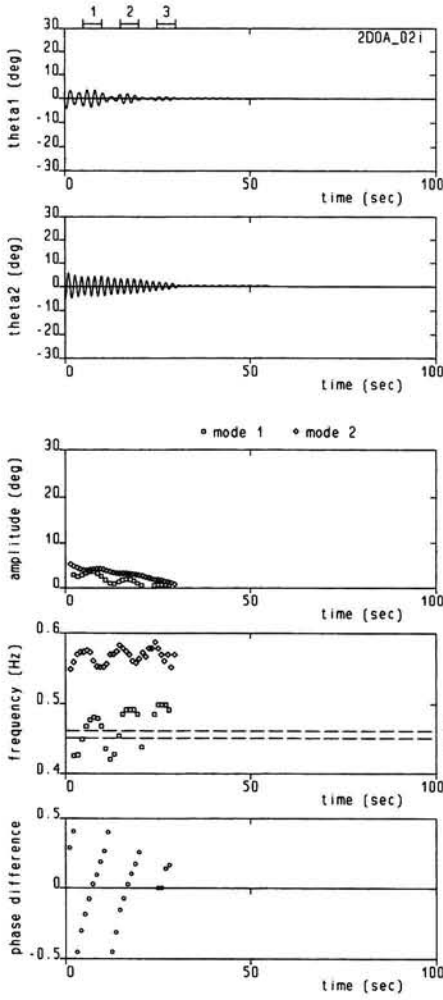 1 2 3
30
20
10
0
-10
-20
-30
theta1 (deg)
2D0A_02i
0 50 100
time (sec)
30
20
10
0
-10
-20
-30
theta2 (deg)
0 50 100
time (sec)
mode 1 mode 2
30
20
10
0
amplitude (deg)
0 50 100
time (sec)
0.6
0.5
0.4
frequency (Hz)
0 50 100
time (sec)
0.5
0.0
-0.5
phase difference
0 50 100
time (sec)